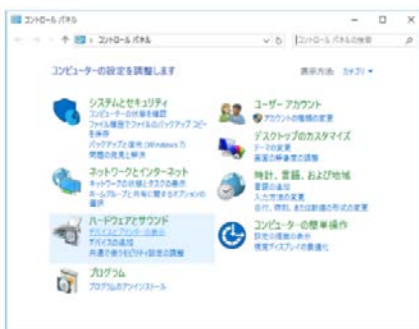 コントロール パネル
コントロール パネル
コントロール パネルの検索
コンピューターの設定を調整します
表示方法: カテゴリ
システムとセキュリティ
コンピューターの状態を確認
ファイル履歴でファイルのバックアップ コピー
を保存
バックアップと復元 (Windows 7)
問題の発見と解決
ネットワークとインターネット
ネットワークの状態とタスクの表示
ホームグループと共有に関するオプションの
選択
ハードウェアとサウンド
デバイスとプリンターの表示
デバイスの追加
共通で使うモビリティ設定の調整
プログラム
プログラムのアンインストール
ユーザー アカウント
アカウントの種類の変更
デスクトップのカスタマイズ
テーマの変更
画面の解像度の調整
時計、言語、および地域
言語の追加
入力方法の変更
日付、時刻、または数値の形式の変更
コンピューターの簡単操作
設定の提案の表示
視覚ディスプレイの最適化